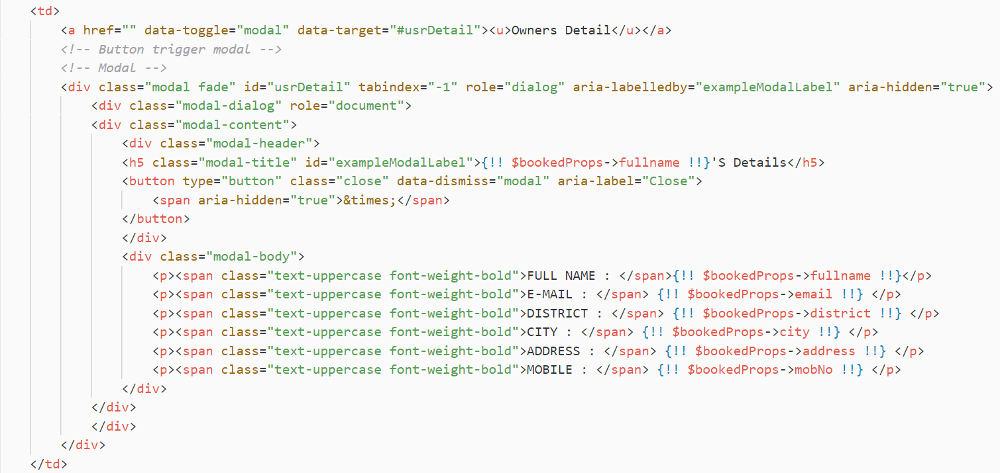 <td>
<a href="" data-toggle="modal" data-target="#usrDetail"><u>Owners Detail</u></a>
<!-- Button trigger modal -->
<!-- Modal -->
<div class="modal fade" id="usrDetail" tabindex="-1" role="dialog" aria-labelledby="exampleModalLabel" aria-hidden="true">
<div class="modal-dialog" role="document">
<div class="modal-content">
<div class="modal-header">
<h5 class="modal-title" id="exampleModalLabel">{!! $bookedProps->fullname !!}'S Details</h5>
<button type="button" class="close" data-dismiss="modal" aria-label="Close">
<span aria-hidden="true">&times;</span>
</button>
</div>
<div class="modal-body">
<p><span class="text-uppercase font-weight-bold">FULL NAME : </span>{!! $bookedProps->fullname !!}</p>
<p><span class="text-uppercase font-weight-bold">E-MAIL : </span> {!! $bookedProps->email !!} </p>
<p><span class="text-uppercase font-weight-bold">DISTRICT : </span> {!! $bookedProps->district !!} </p>
<p><span class="text-uppercase font-weight-bold">CITY : </span> {!! $bookedProps->city !!} </p>
<p><span class="text-uppercase font-weight-bold">ADDRESS : </span> {!! $bookedProps->address !!} </p>
<p><span class="text-uppercase font-weight-bold">MOBILE : </span> {!! $bookedProps->mobNo !!} </p>
</div>
</div>
</div>
</div>
</td>